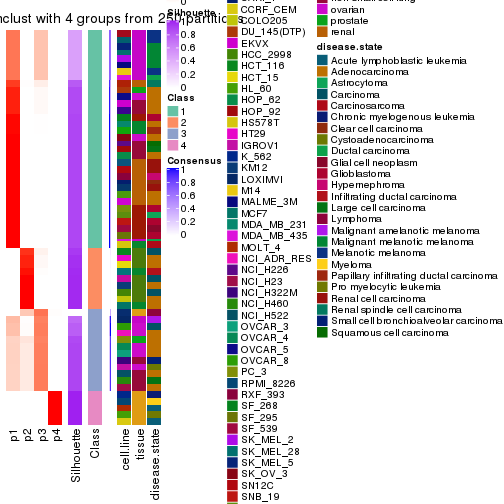 nclust with 4 groups from 250 partitions
Silhouette
1
0.8
0.6
0.4
0.2
0
Class
1
2
3
4
Consensus
1
0.8
0.6
0.4
0.2
0
p1
p2
p3
p4
Silhouette
Class
cell.line
tissue
disease.state
CCRF_CEM
COLO205
DU_145(DTP)
EKVX
HCC_2998
HCT_116
HCT_15
HL_60
HOP_62
HOP_92
HS578T
HT29
IGROV1
K_562
KM12
LOXIMVI
M14
MALME_3M
MCF7
MDA_MB_231
MDA_MB_435
MOLT_4
NCI_ADR_RES
NCI_H226
NCI_H23
NCI_H322M
NCI_H460
NCI_H522
OVCAR_3
OVCAR_4
OVCAR_5
OVCAR_8
PC_3
RPMI_8226
RXF_393
SF_268
SF_295
SF_539
SK_MEL_2
SK_MEL_28
SK_MEL_5
SK_OV_3
SN12C
SNB_19
ovarian
prostate
renal
disease.state
Acute lymphoblastic leukemia
Adenocarcinoma
Astrocytoma
Carcinoma
Carcinosarcoma
Chronic myelogenous leukemia
Clear cell carcinoma
Cystoadenocarcinoma
Ductal carcinoma
Glial cell neoplasm
Glioblastoma
Hypernephroma
Infiltrating ductal carcinoma
Large cell carcinoma
Lymphoma
Malignant amelanotic melanoma
Malignant melanotic melanoma
Melanotic melanoma
Myeloma
Papillary infiltrating ductal carcinoma
Pro myelocytic leukemia
Renal cell carcinoma
Renal spindle cell carcinoma
Small cell bronchioalveolar carcinoma
Squamous cell carcinoma